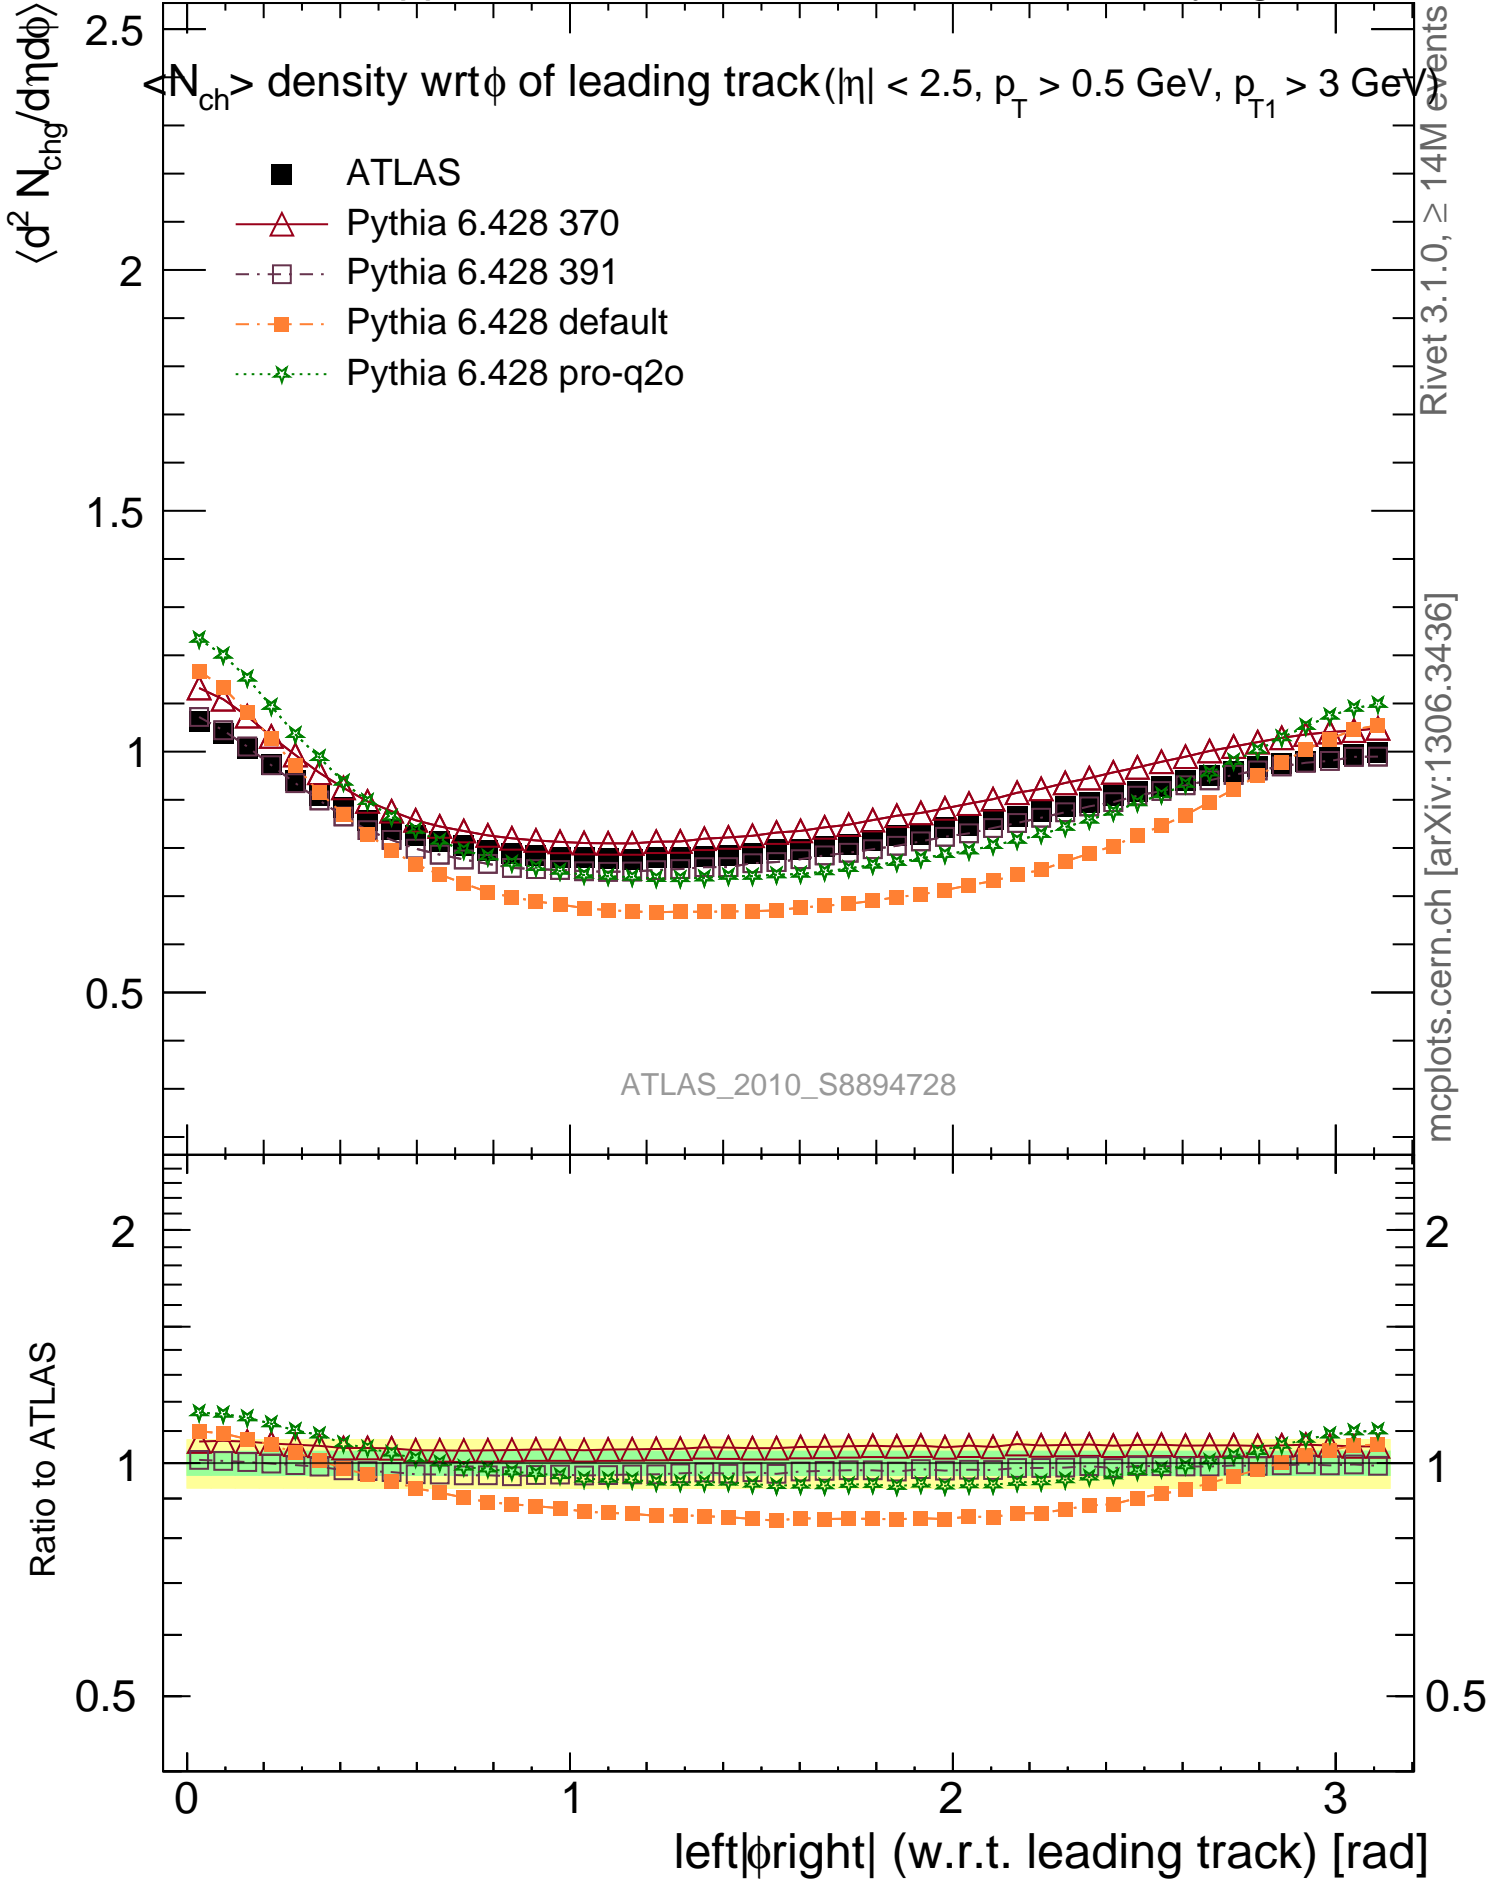 ⟨d² N_chg/dηdϕ⟩
<N_ch> density wrt ϕ of leading track (|η| < 2.5, p_T > 0.5 GeV, p_T1 > 3 GeV)
ATLAS
Pythia 6.428 370
Pythia 6.428 391
Pythia 6.428 default
Pythia 6.428 pro-q2o
2.5
2
1.5
1
0.5
ATLAS_2010_S8894728
Rivet 3.1.0, ≥ 14M events
mcplots.cern.ch [arXiv:1306.3436]
Ratio to ATLAS
2
1
0.5
2
1
0.5
0 1 2 3
left|ϕright| (w.r.t. leading track) [rad]